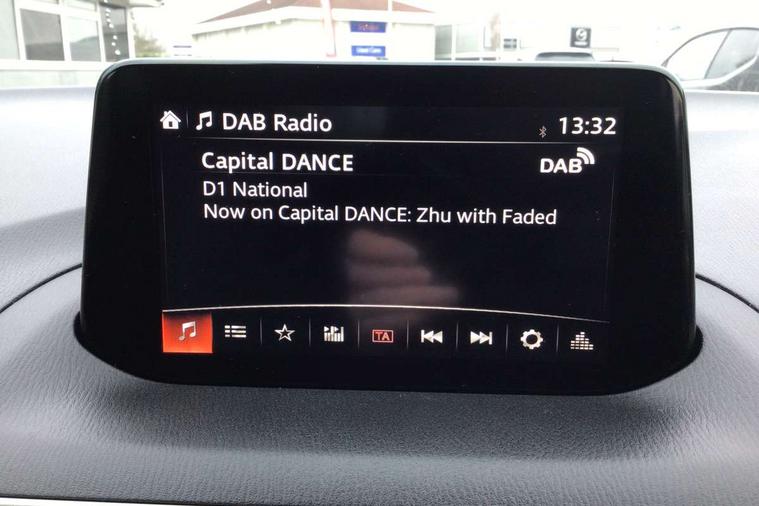 DAB Radio
13:32
Capital DANCE
DAB
D1 National
Now on Capital DANCE: Zhu with Faded
TA